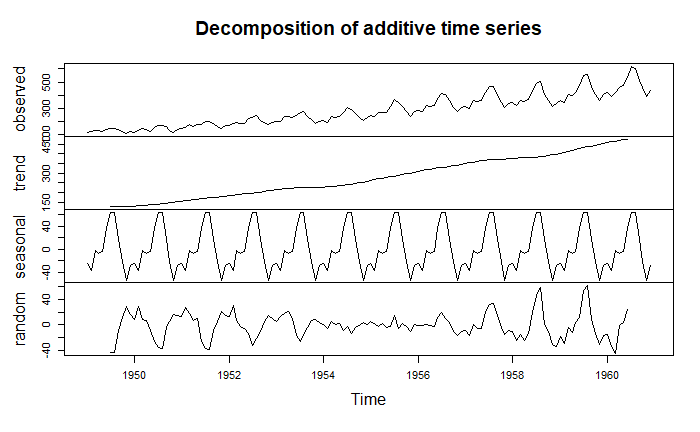 Decomposition of additive time series
observed
100 300 500
trend
150 300 450
seasonal
-40 0 40
random
-40 0 40
1950 1952 1954 1956 1958 1960
Time